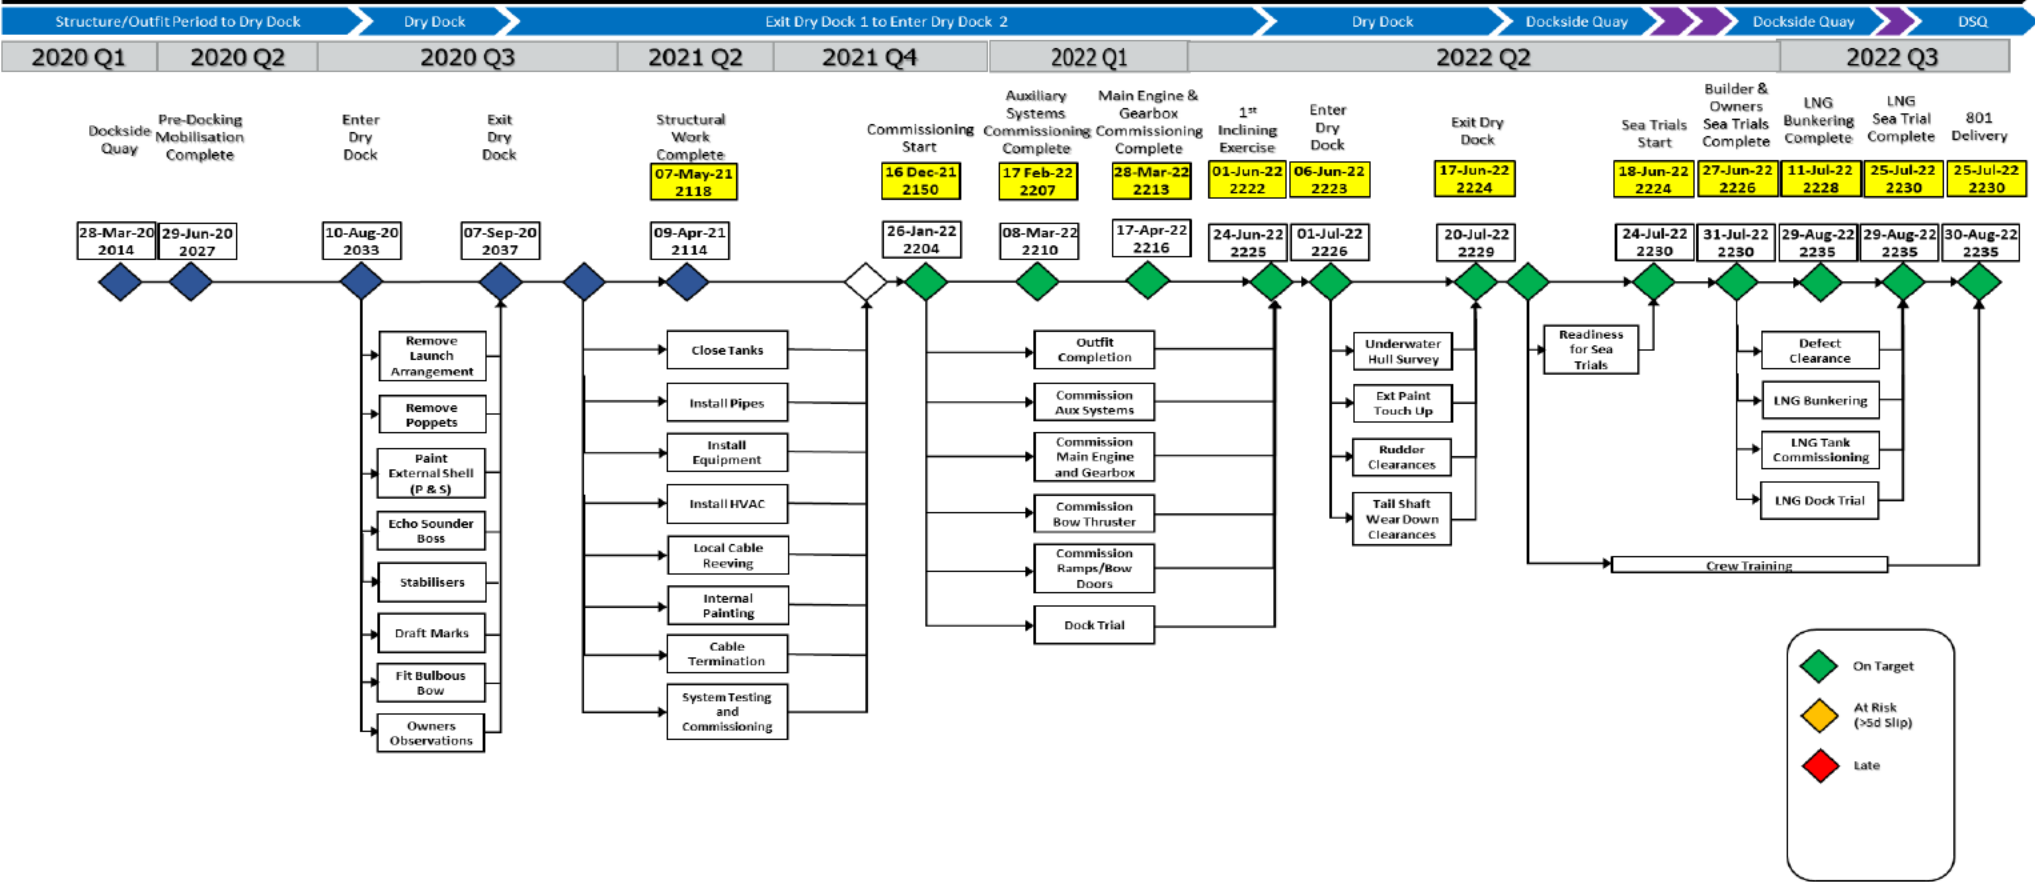 Structure/Outfit Period to Dry Dock
Dry Dock
Exit Dry Dock 1 to Enter Dry Dock 2
Dry Dock
Dockside Quay
Dockside Quay
DSQ
2020 Q1
2020 Q2
2020 Q3
2021 Q2
2021 Q4
2022 Q1
2022 Q2
2022 Q3
Dockside
Quay
Pre-Docking
Mobilisation
Complete
Enter
Dry
Dock
Exit
Dry
Dock
Structural
Work
Complete
Commissioning
Start
Auxiliary
Systems
Commissioning
Complete
Main Engine &
Gearbox
Commissioning
Complete
1st
Inclining
Exercise
Enter
Dry
Dock
Exit Dry
Dock
Sea Trials
Start
Builder &
Owners
Sea Trials
Complete
LNG
Bunkering
Complete
LNG
Sea Trial
Complete
801
Delivery
07-May-21
2118
16 Dec-21
2150
17 Feb-22
2207
28-Mar-22
2213
01-Jun-22
2222
06-Jun-22
2223
17-Jun-22
2224
18-Jun-22
2224
27-Jun-22
2226
11-Jul-22
2228
25-Jul-22
2230
25-Jul-22
2230
28-Mar-20
2014
29-Jun-20
2027
10-Aug-20
2033
07-Sep-20
2037
09-Apr-21
2114
26-Jan-22
2204
08-Mar-22
2210
17-Apr-22
2216
24-Jun-22
2225
01-Jul-22
2226
20-Jul-22
2229
24-Jul-22
2230
31-Jul-22
2230
29-Aug-22
2235
29-Aug-22
2235
30-Aug-22
2235
Remove
Launch
Arrangement
Remove
Poppets
Paint
External Shell
(P & S)
Echo Sounder
Boss
Stabilisers
Draft Marks
Fit Bulbous
Bow
Owners
Observations
Close Tanks
Install Pipes
Install
Equipment
Install HVAC
Local Cable
Reeving
Internal
Painting
Cable
Termination
System Testing
and
Commissioning
Outfit
Completion
Commission
Aux Systems
Commission
Main Engine
and Gearbox
Commission
Bow Thruster
Commission
Ramps/Bow
Doors
Dock Trial
Underwater
Hull Survey
Ext Paint
Touch Up
Rudder
Clearances
Tail Shaft
Wear Down
Clearances
Readiness
for Sea
Trials
Defect
Clearance
LNG Bunkering
LNG Tank
Commissioning
LNG Dock Trial
Crew Training
On Target
At Risk
(>5d Slip)
Late